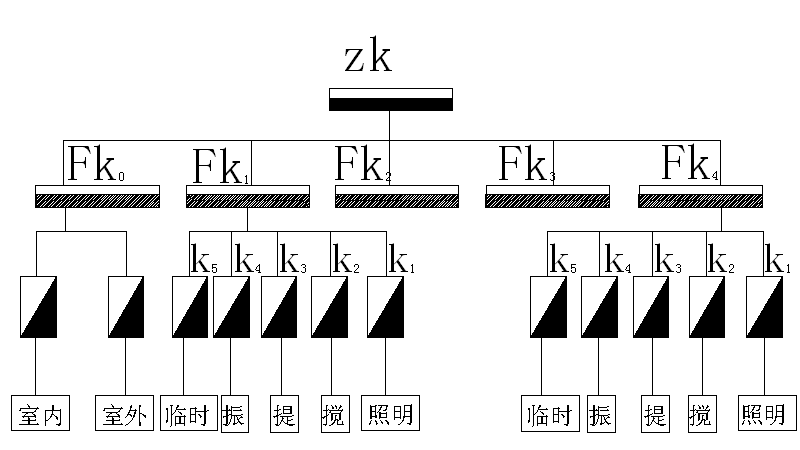 zk
Fk₀ Fk₁ Fk₂ Fk₃ Fk₄
k₅ k₄ k₃ k₂ k₁ k₅ k₄ k₃ k₂ k₁
室内 室外 临时 振 提 搅 照明 临时 振 提 搅 照明